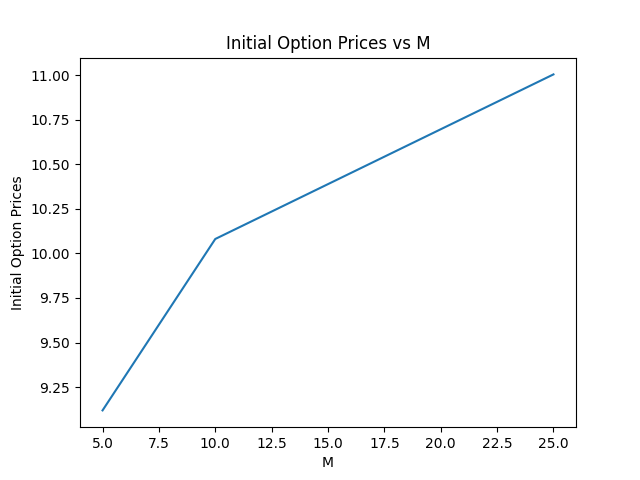 Initial Option Prices vs M
11.00
10.75
10.50
10.25
10.00
9.75
9.50
9.25
Initial Option Prices
5.0 7.5 10.0 12.5 15.0 17.5 20.0 22.5 25.0
M